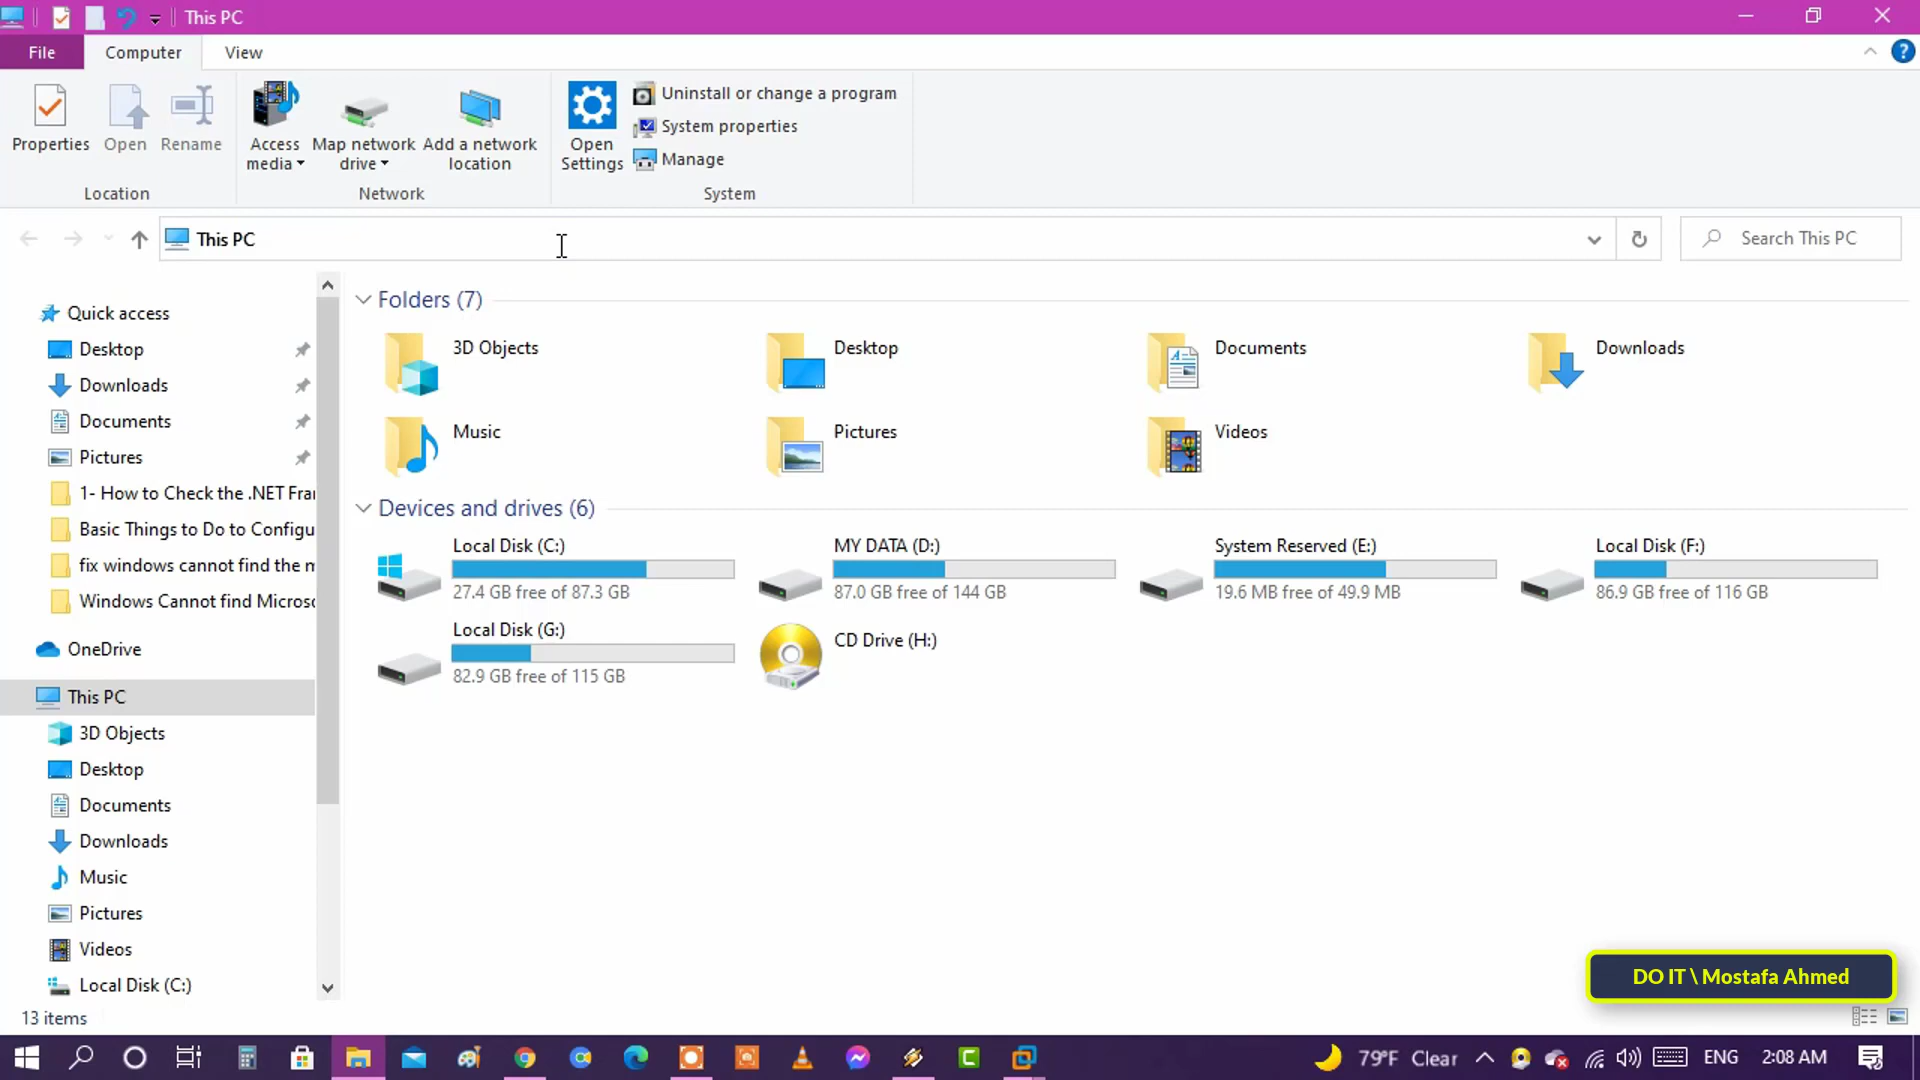 This PC
File
Computer
View
Properties
Open
Rename
Access
media
Map network
drive
Add a network
location
Open
Settings
Uninstall or change a program
System properties
Manage
Location
Network
System
This PC
Search This PC
Quick access
Desktop
Downloads
Documents
Pictures
1- How to Check the .NET Fra
Basic Things to Do to Configu
fix windows cannot find the m
Windows Cannot find Micros
OneDrive
This PC
3D Objects
Desktop
Documents
Downloads
Music
Pictures
Videos
Local Disk (C:)
Folders (7)
3D Objects
Desktop
Documents
Downloads
Music
Pictures
Videos
Devices and drives (6)
Local Disk (C:)
27.4 GB free of 87.3 GB
MY DATA (D:)
87.0 GB free of 144 GB
System Reserved (E:)
19.6 MB free of 49.9 MB
Local Disk (F:)
86.9 GB free of 116 GB
Local Disk (G:)
82.9 GB free of 115 GB
CD Drive (H:)
DO IT \ Mostafa Ahmed
13 items
79°F Clear
ENG
2:08 AM